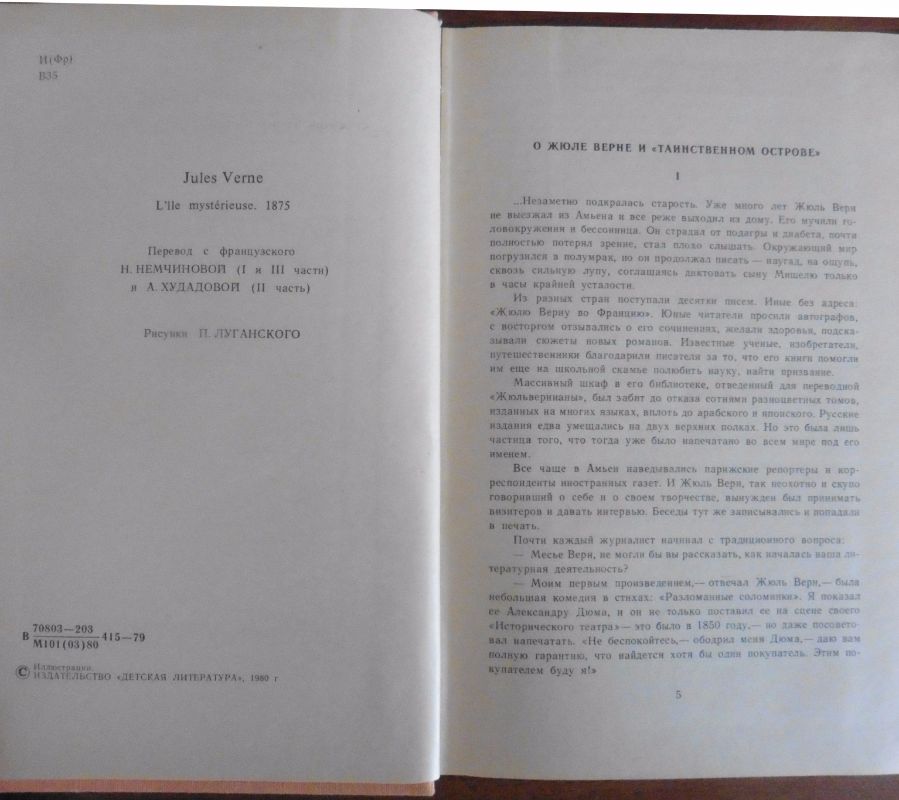 И(Фр)
В35
Jules Verne
L'Ile mystérieuse. 1875
Перевод с французского
Н. НЕМЧИНОВОЙ (I и III части)
и А. ХУДАДОВОЙ (II часть)
Рисунки П. ЛУГАНСКОГО
В 70803—203 415—79
М101(03)80
© Иллюстрации.
ИЗДАТЕЛЬСТВО «ДЕТСКАЯ ЛИТЕРАТУРА», 1980 г
О ЖЮЛЕ ВЕРНЕ И «ТАИНСТВЕННОМ ОСТРОВЕ»
I
...Незаметно подкралась старость. Уже много лет Жюль Верн
не выезжал из Амьена и все реже выходил из дому. Его мучили го-
ловокружения и бессонница. Он страдал от подагры и диабета, почти
полностью потерял зрение, стал плохо слышать. Окружающий мир
погрузился в полумрак, но он продолжал писать — наугад, на ощупь,
сквозь сильную лупу, соглашаясь диктовать сыну Мишелю только
в часы крайней усталости.
Из разных стран поступали десятки писем. Иные без адреса:
«Жюлю Верну во Францию». Юные читатели просили автографов,
с восторгом отзывались о его сочинениях, желали здоровья, подска-
зывали сюжеты новых романов. Известные ученые, изобретатели,
путешественники благодарили писателя за то, что его книги помогли
им еще на школьной скамье полюбить науку, найти призвание.
Массивный шкаф в его библиотеке, отведенный для переводной
«Жюльвернианы», был забит до отказа сотнями разноцветных томов,
изданных на многих языках, вплоть до арабского и японского. Русские
издания едва умещались на двух верхних полках. Но это была лишь
частица того, что тогда уже было напечатано во всем мире под его
именем.
Все чаще в Амьен наведывались парижские репортеры и кор-
респонденты иностранных газет. И Жюль Верн, так неохотно и скупо
говоривший о себе и о своем творчестве, вынужден был принимать
визитеров и давать интервью. Беседы тут же записывались и попадали
в печать.
Почти каждый журналист начинал с традиционного вопроса:
— Месье Верн, не могли бы вы рассказать, как началась ваша ли-
тературная деятельность?
— Моим первым произведением,— отвечал Жюль Верн,— была
небольшая комедия в стихах: «Разломанные соломинки». Я показал
ее Александру Дюма, и он не только поставил ее на сцене своего
«Исторического театра»— это было в 1850 году,— но даже посовето-
вал напечатать. «Не беспокойтесь,— ободрил меня Дюма,— даю вам
полную гарантию, что найдется хотя бы один покупатель. Этим по-
купателем буду я!»
5